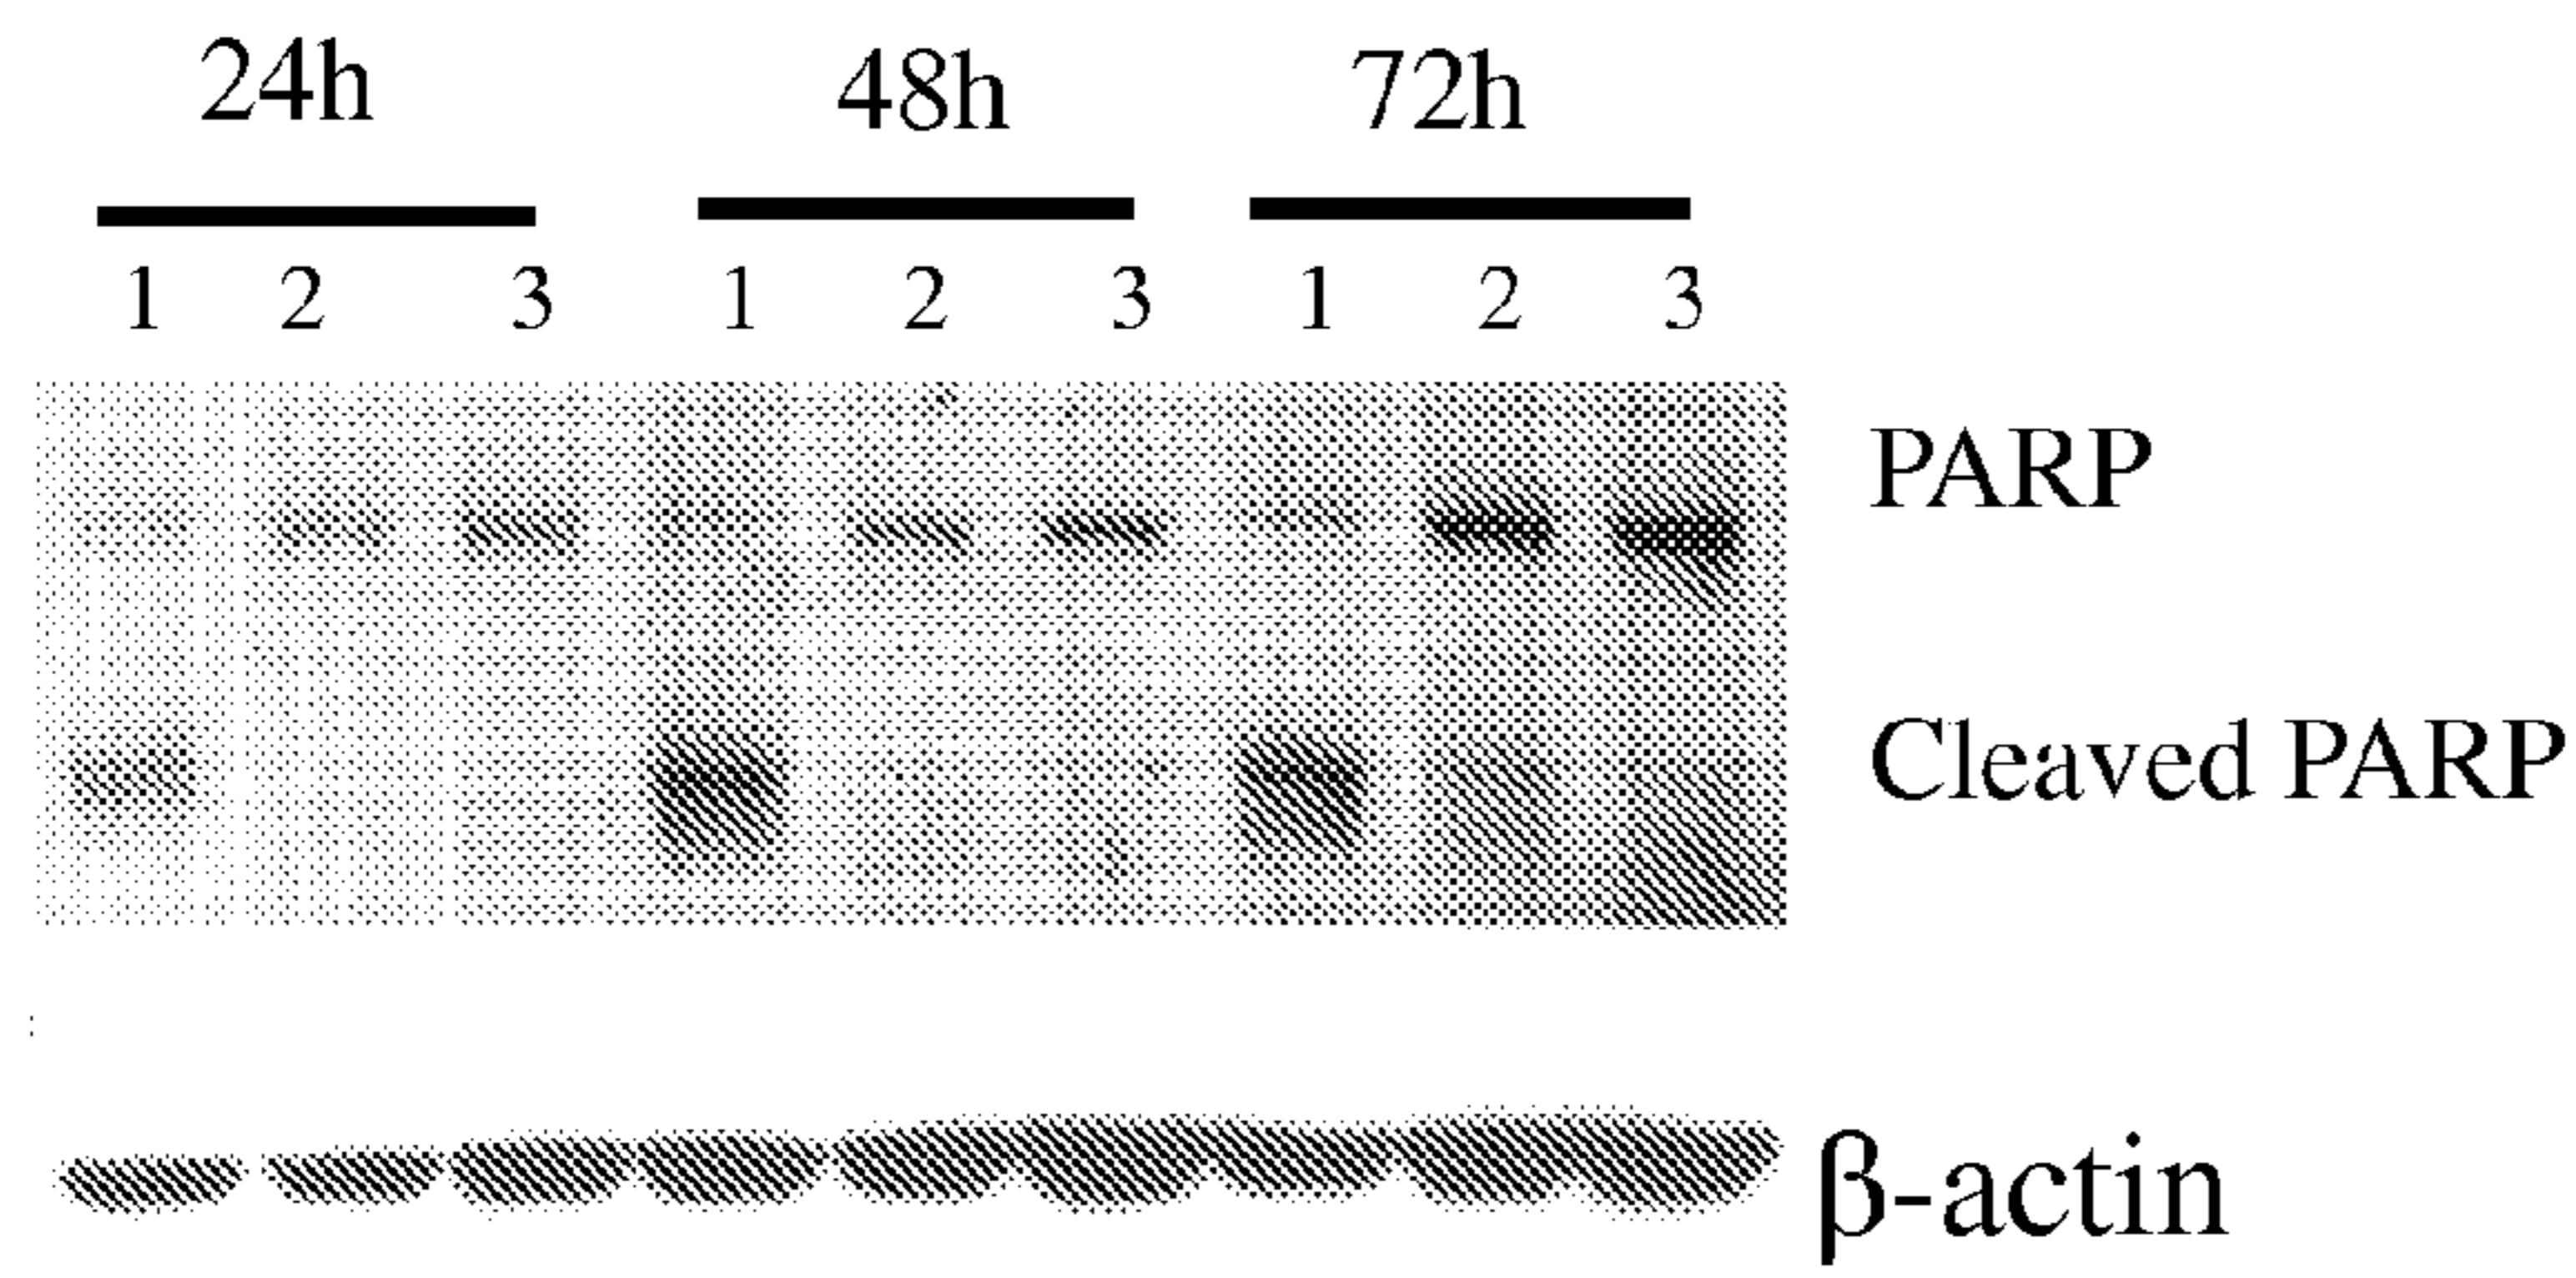 24h 48h 72h
1 2 3 1 2 3 1 2 3
PARP
Cleaved PARP
β-actin